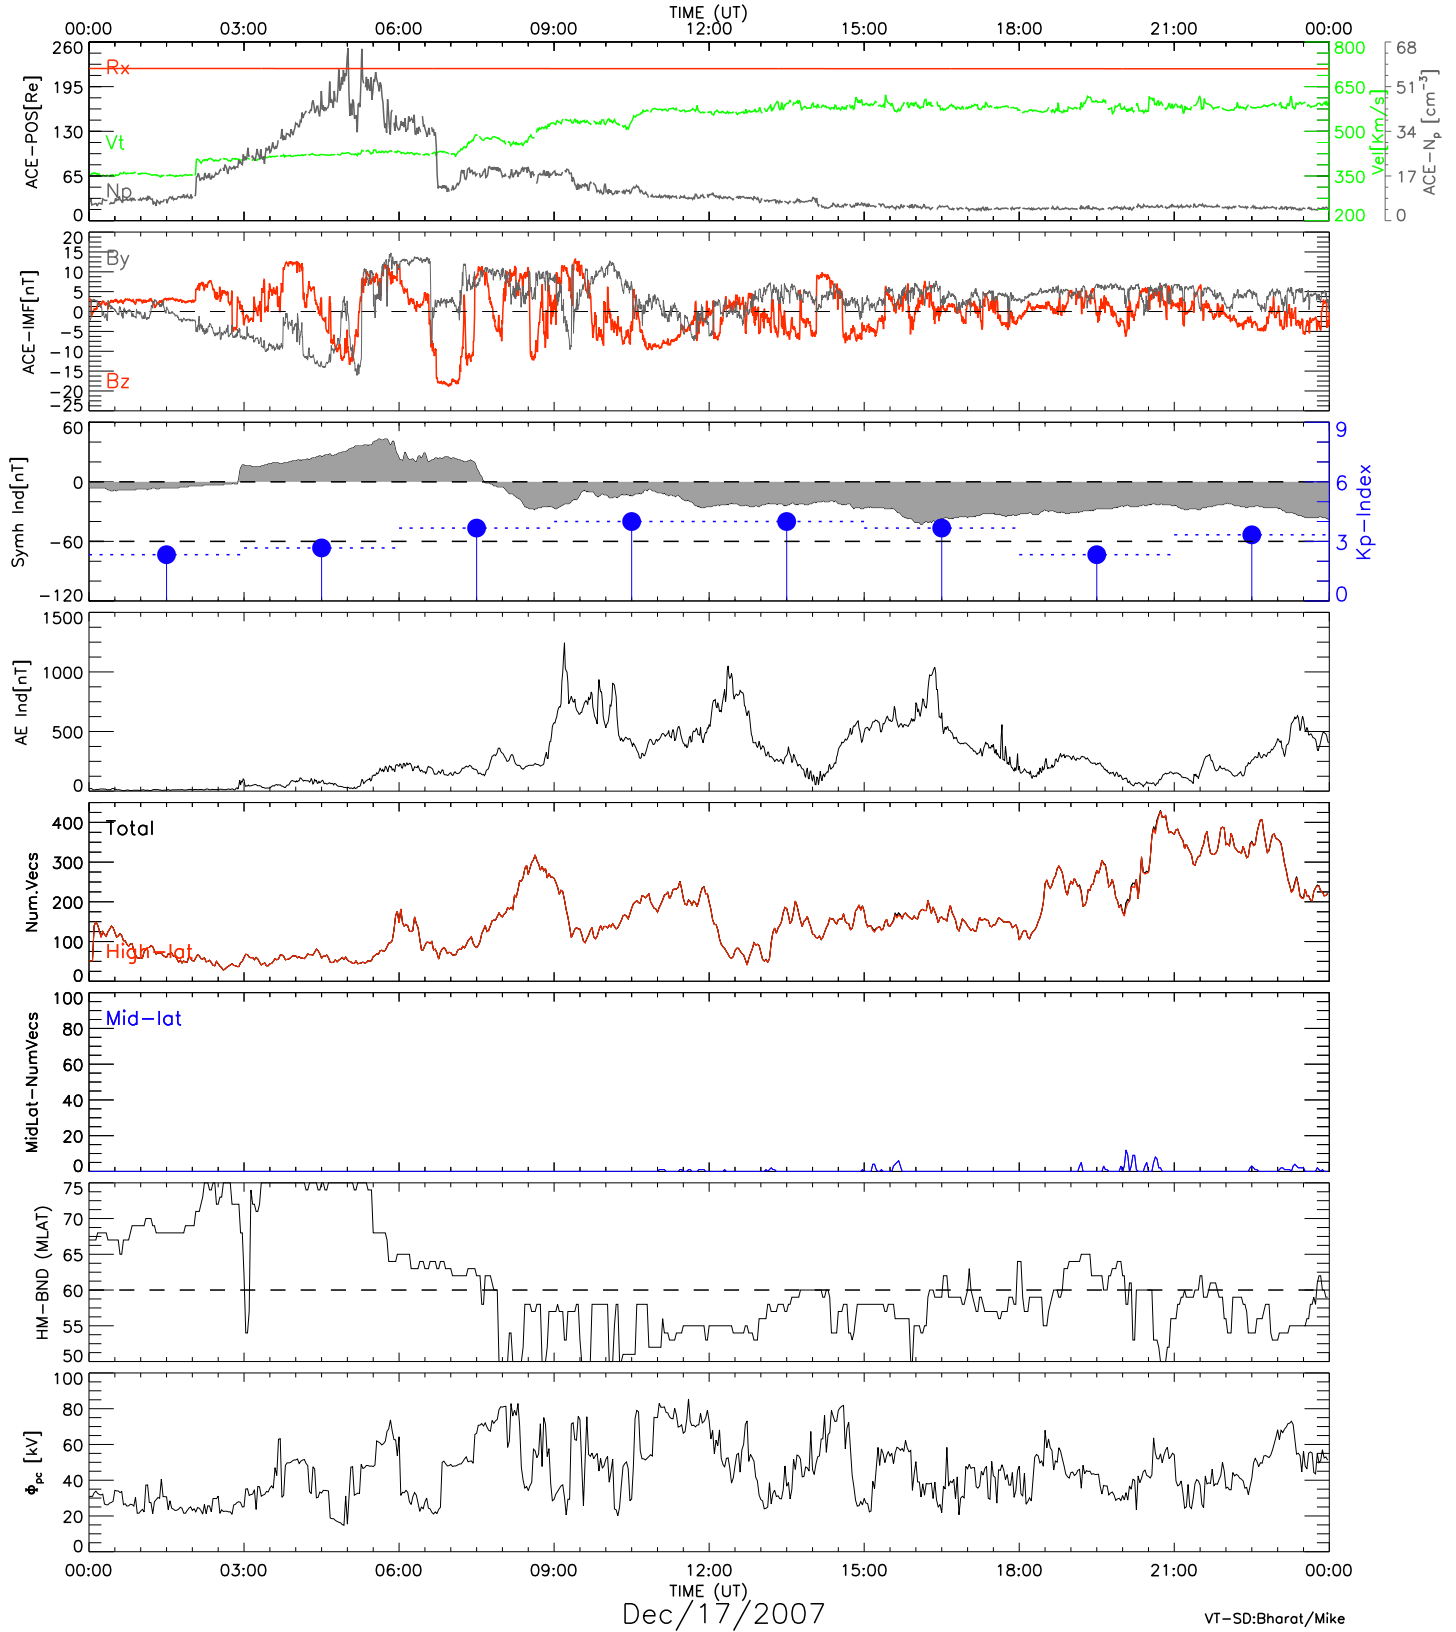 TIME (UT)
00:00 03:00 06:00 09:00 12:00 15:00 18:00 21:00 00:00
ACE-POS[Re]
260
195
130
65
0
Rx
Vt
Np
800
650
500
350
200
Vel[Km/s]
68
51
34
17
0
ACE-Np [cm-3]
ACE-IMF[nT]
20
15
10
5
0
-5
-10
-15
-20
-25
By
Bz
Symh Ind[nT]
60
0
-60
-120
9
6
3
0
Kp-Index
AE Ind[nT]
1500
1000
500
0
Num.Vecs
400
300
200
100
0
Total
High-lat
MidLat-NumVecs
100
80
60
40
20
0
Mid-lat
HM-BND (MLAT)
75
70
65
60
55
50
Φpc [kV]
100
80
60
40
20
0
00:00 03:00 06:00 09:00 12:00 15:00 18:00 21:00 00:00
TIME (UT)
Dec/17/2007
VT-SD:Bharat/Mike